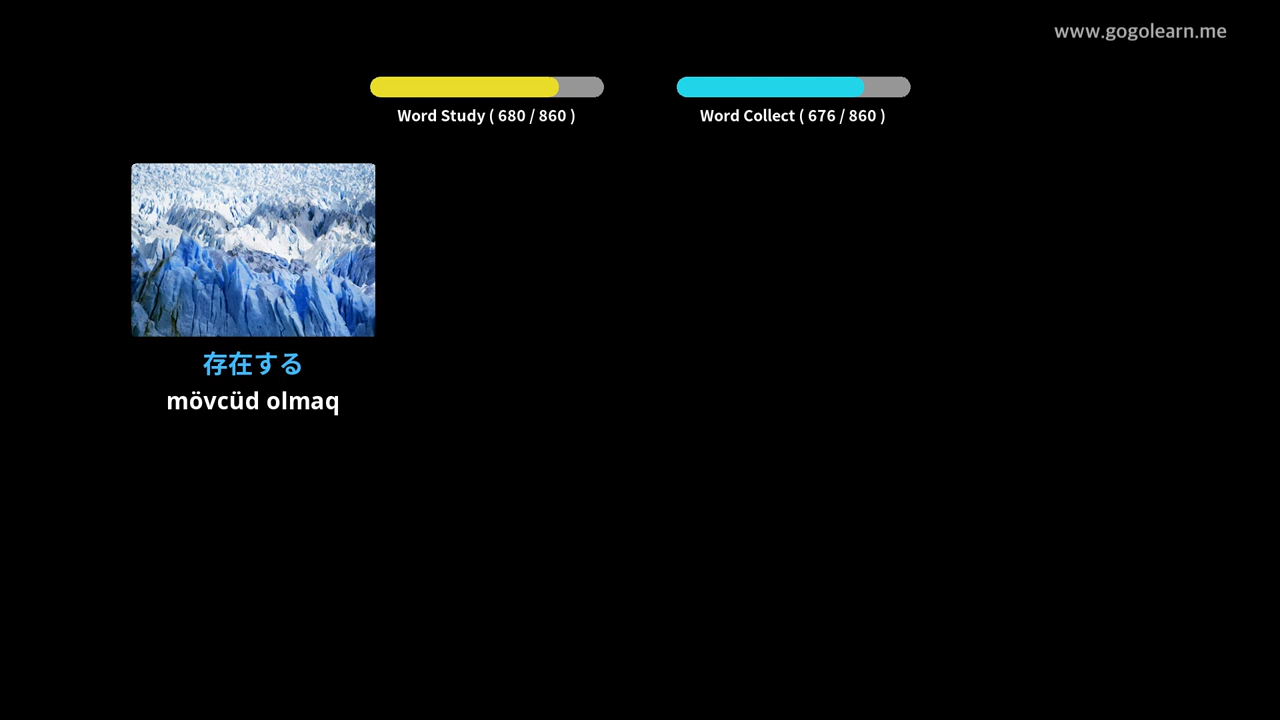 www.gogolearn.me
Word Study ( 680 / 860 )
Word Collect ( 676 / 860 )
存在する
mövcüd olmaq